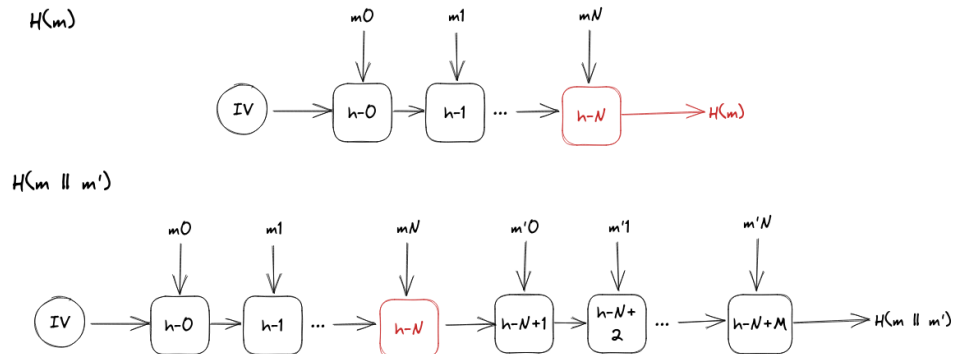 H(m)
m0 m1 mN
IV h-0 h-1 ... h-N H(m)
H(m || m')
m0 m1 mN m'0 m'1 m'N
IV h-0 h-1 ... h-N h-N+1 h-N+ ... h-N+M H(m || m')
2